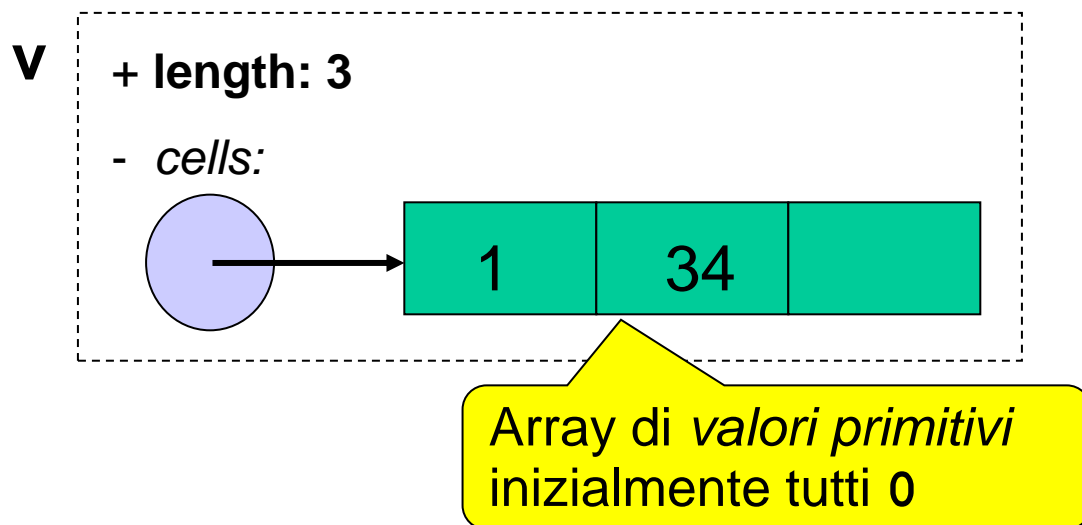 v
+ length: 3
- cells:
1 34
Array di valori primitivi
inizialmente tutti 0